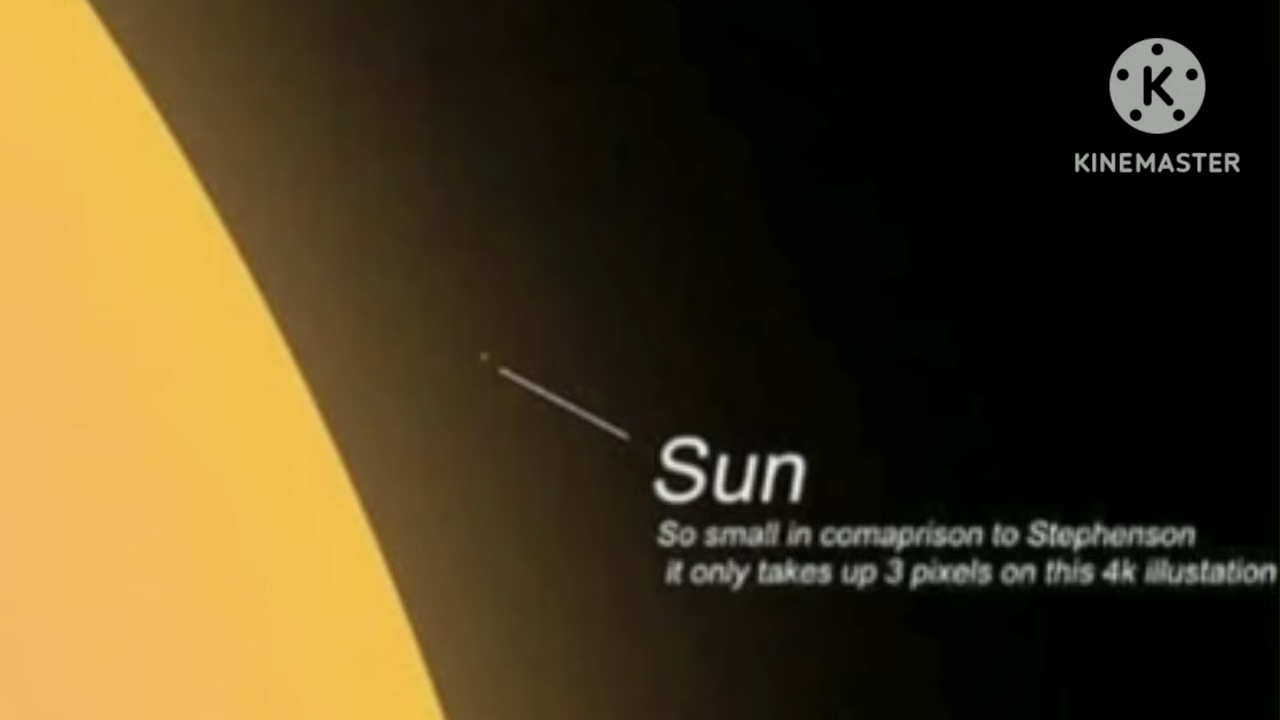 K
KINEMASTER
Sun
So small in comaprison to Stephenson
it only takes up 3 pixels on this 4k illustation